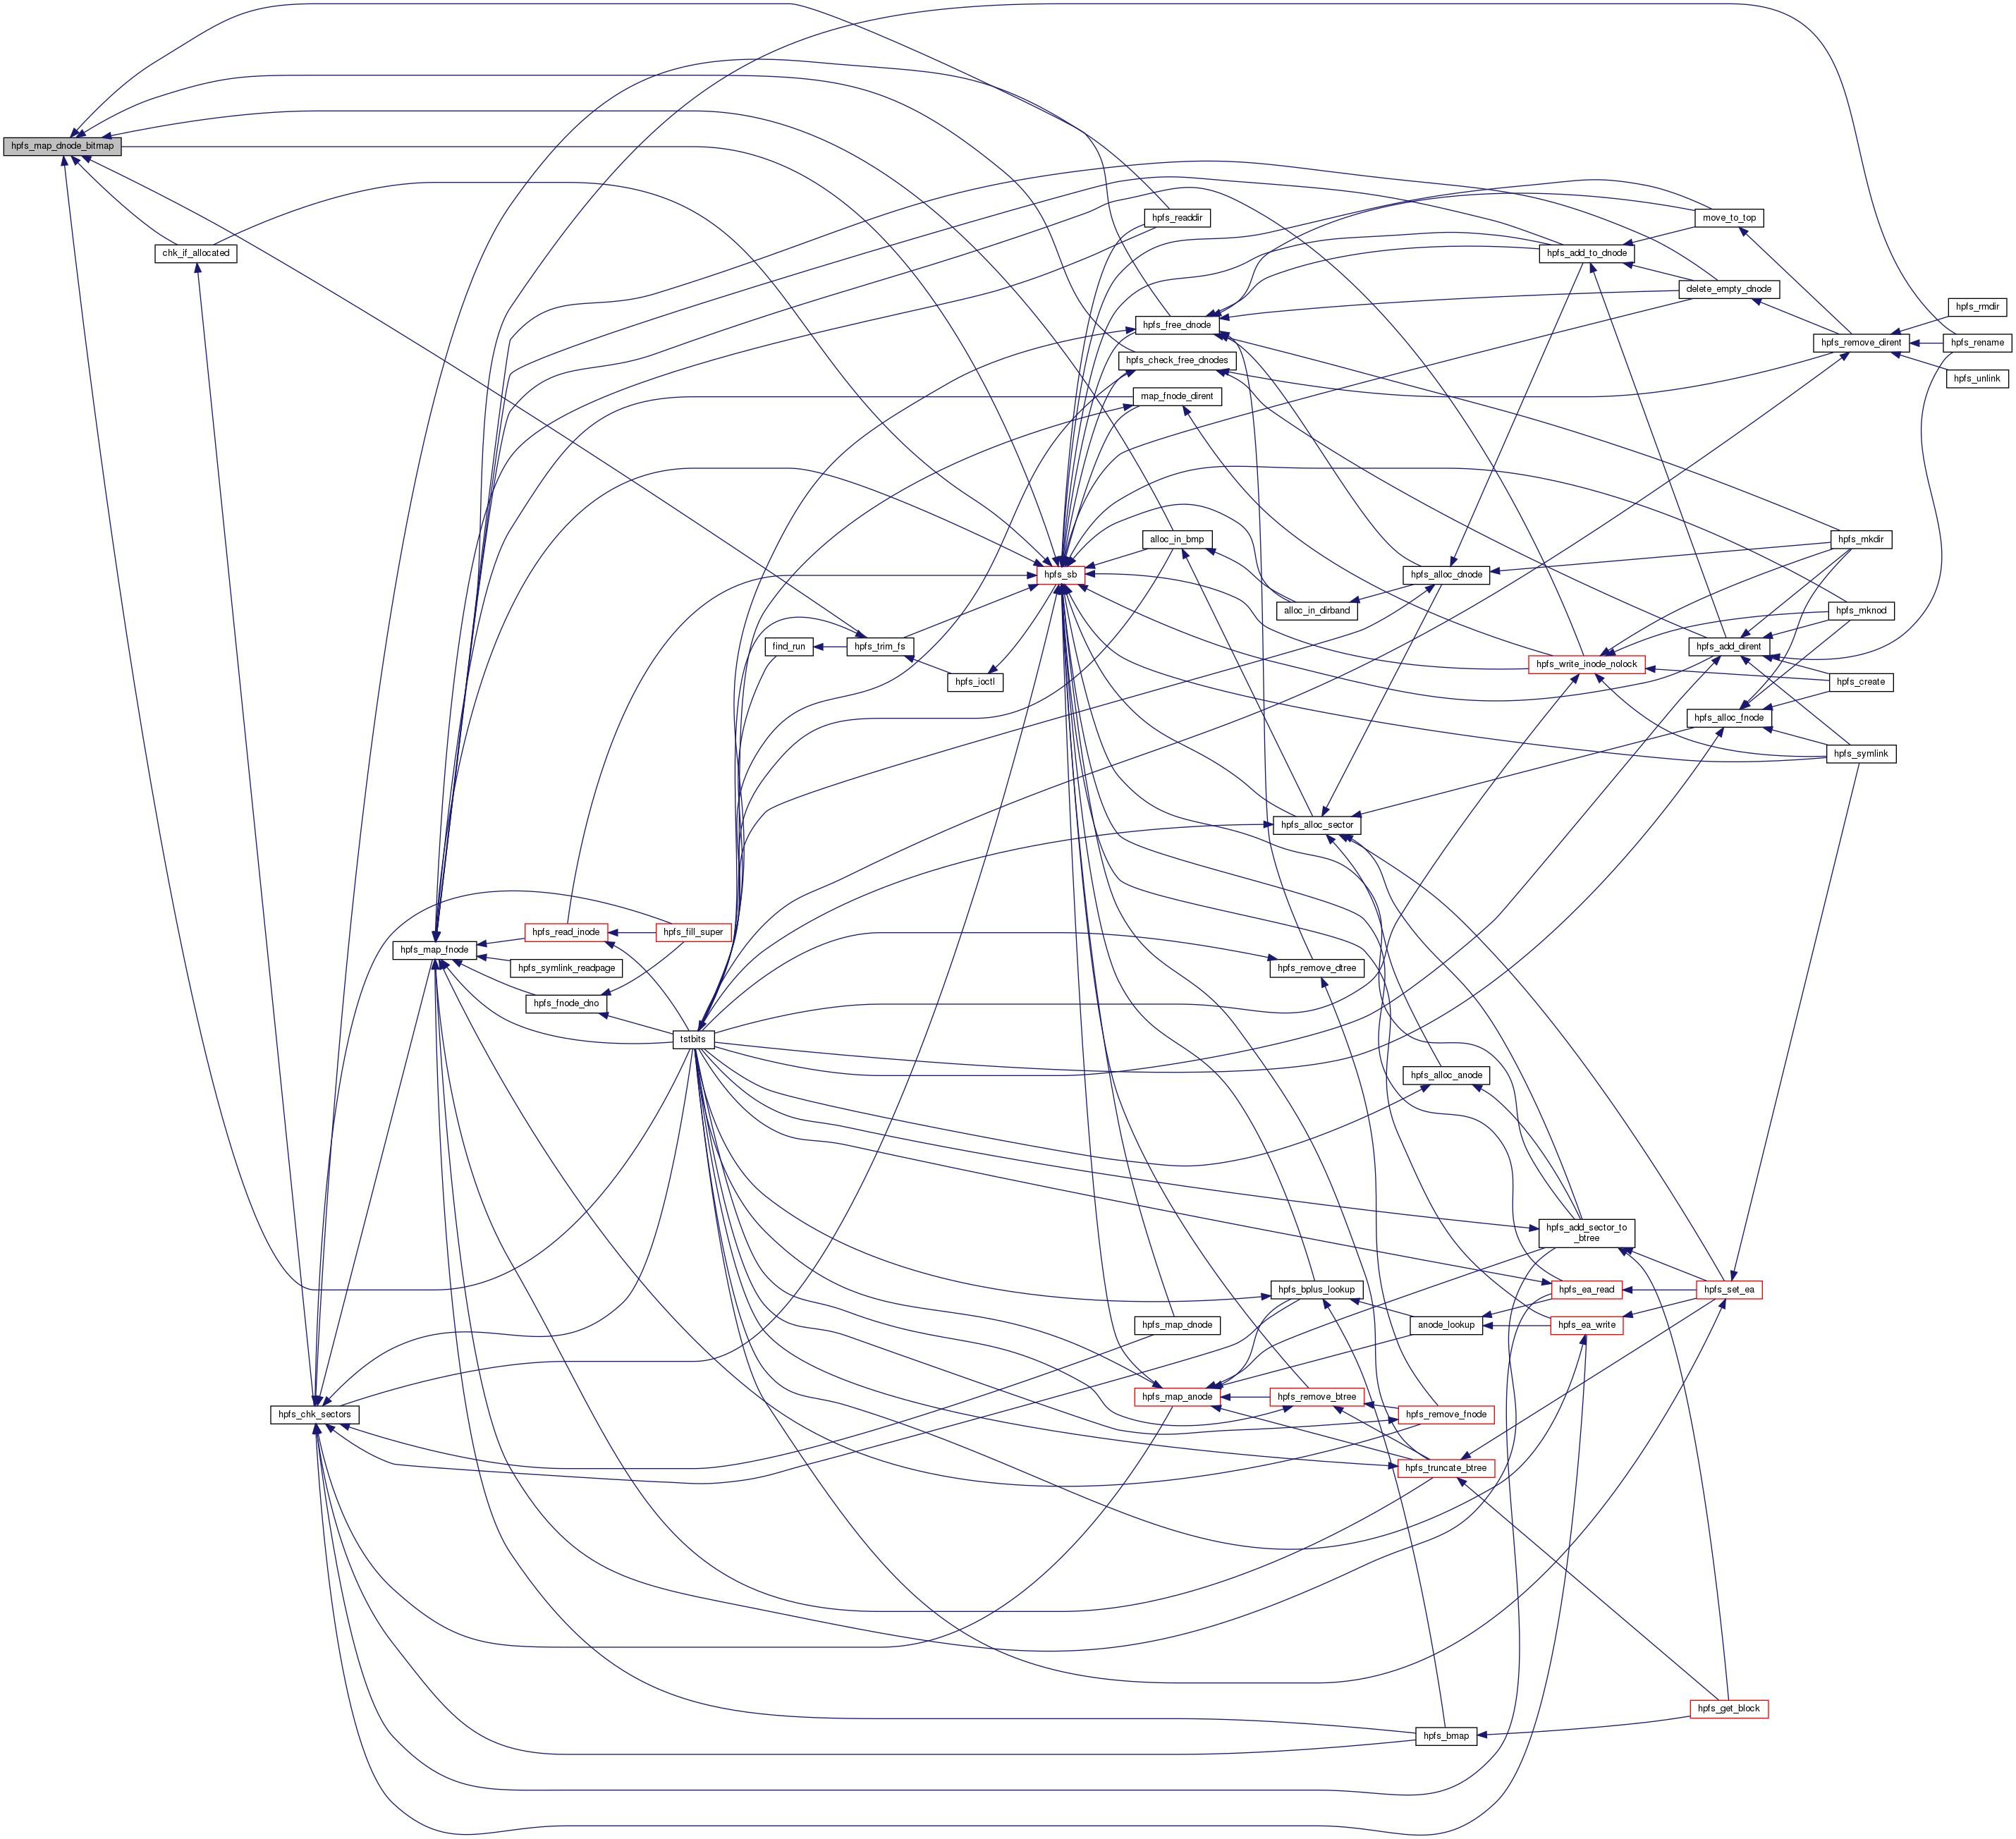 hpfs_map_dnode_bitmap
hpfs_readdir
move_to_top
chk_if_allocated
hpfs_add_to_dnode
delete_empty_dnode
hpfs_rmdir
hpfs_free_dnode
hpfs_remove_dirent
hpfs_rename
hpfs_check_free_dnodes
hpfs_unlink
map_fnode_dirent
alloc_in_bmp
hpfs_mkdir
hpfs_sb
hpfs_alloc_dnode
alloc_in_dirband
hpfs_mknod
find_run
hpfs_trim_fs
hpfs_add_dirent
hpfs_write_inode_nolock
hpfs_ioctl
hpfs_create
hpfs_alloc_fnode
hpfs_symlink
hpfs_alloc_sector
hpfs_read_inode
hpfs_fill_super
hpfs_map_fnode
hpfs_symlink_readpage
hpfs_remove_dtree
hpfs_fnode_dno
tstbits
hpfs_alloc_anode
hpfs_add_sector_to
_btree
hpfs_bplus_lookup
hpfs_ea_read
hpfs_set_ea
hpfs_map_dnode
anode_lookup
hpfs_ea_write
hpfs_map_anode
hpfs_remove_btree
hpfs_chk_sectors
hpfs_remove_fnode
hpfs_truncate_btree
hpfs_get_block
hpfs_bmap